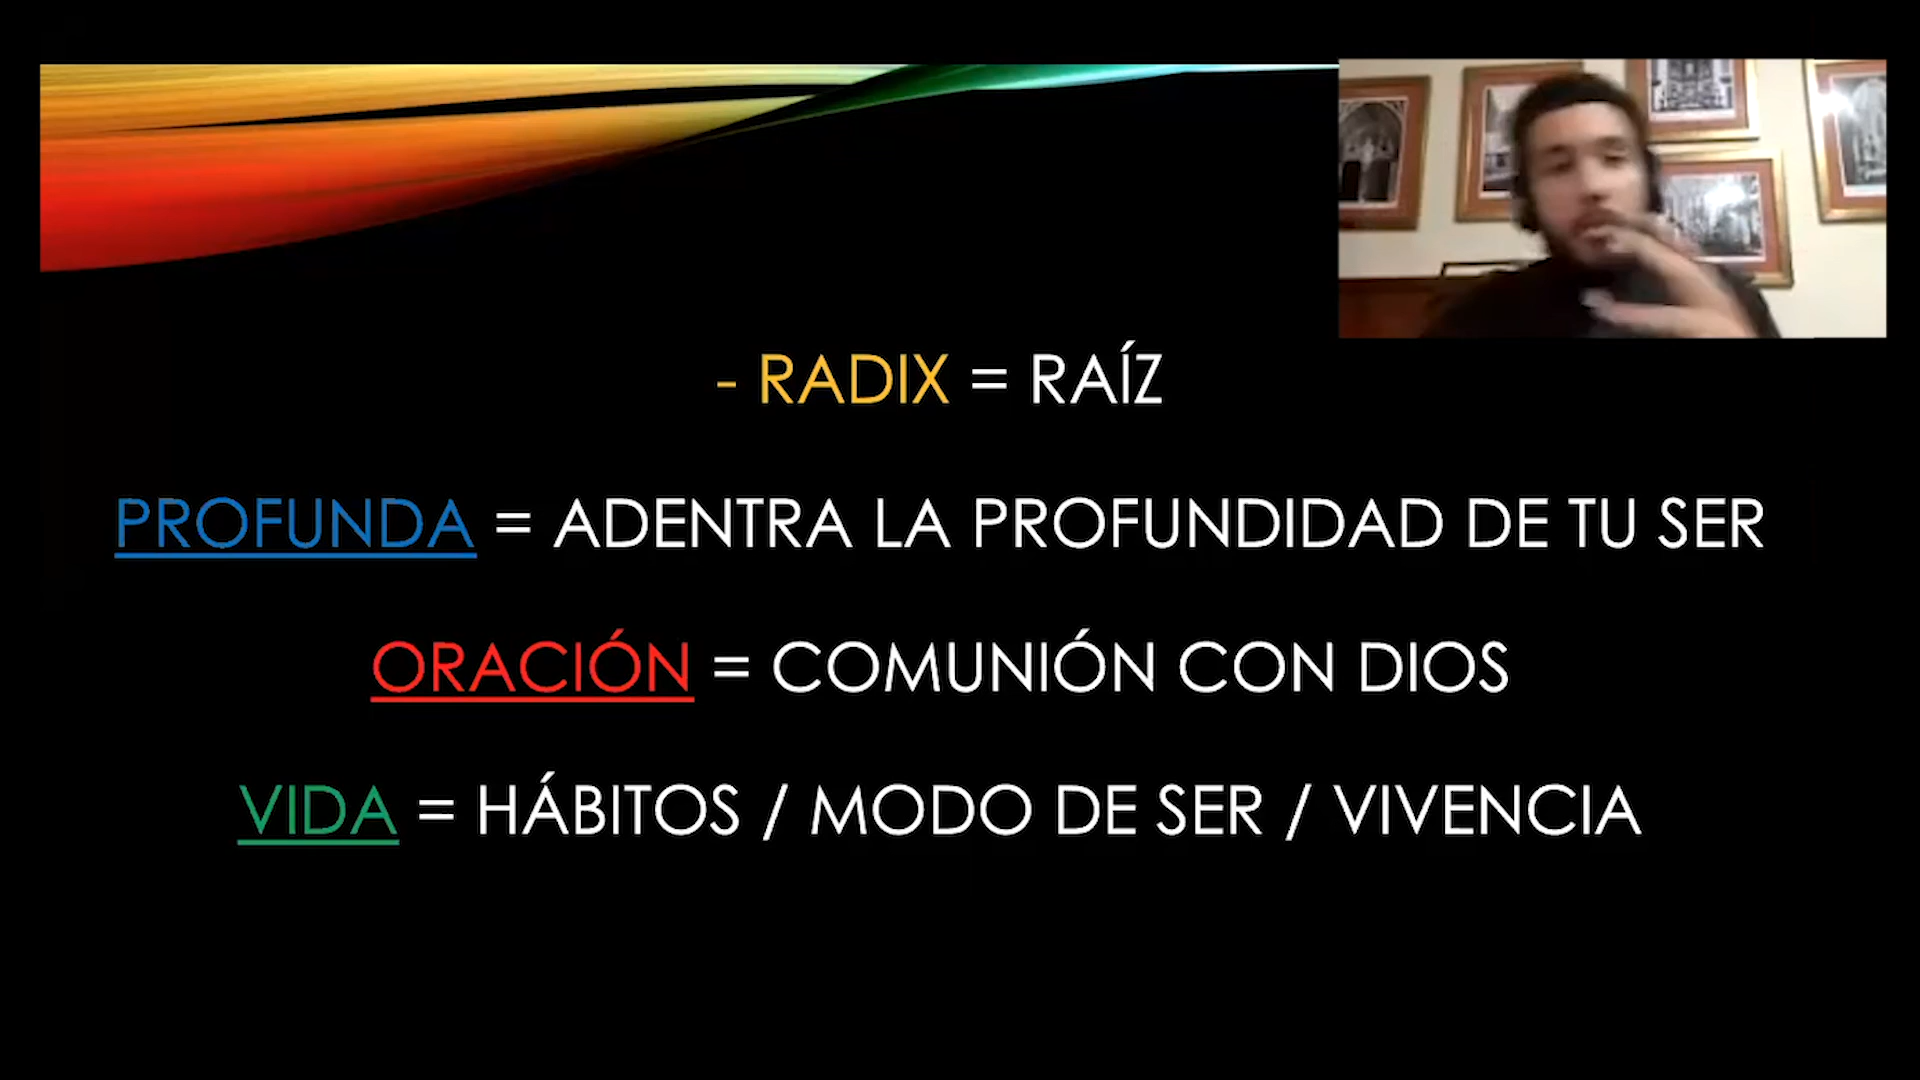 - RADIX = RAÍZ
PROFUNDA = ADENTRA LA PROFUNDIDAD DE TU SER
ORACIÓN = COMUNIÓN CON DIOS
VIDA = HÁBITOS / MODO DE SER / VIVENCIA